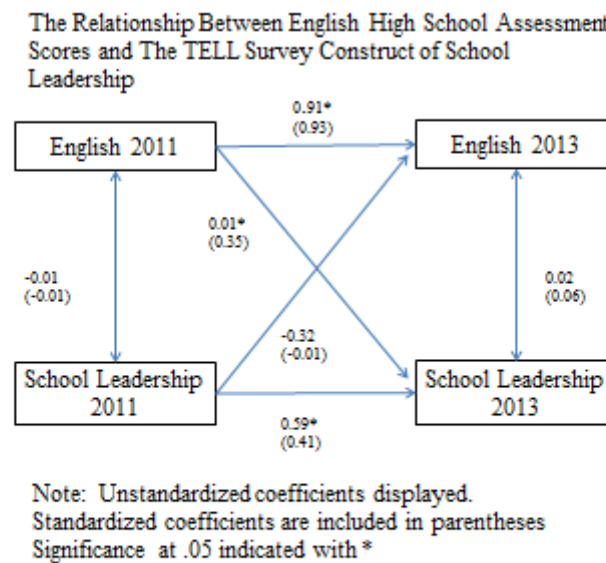 The Relationship Between English High School Assessment
Scores and The TELL Survey Construct of School
Leadership
0.91*
(0.93)
English 2011
English 2013
0.01*
(0.35)
-0.01
(-0.01)
0.02
(0.06)
-0.32
(-0.01)
School Leadership
2011
School Leadership
2013
0.59*
(0.41)
Note: Unstandardized coefficients displayed.
Standardized coefficients are included in parentheses
Significance at .05 indicated with *